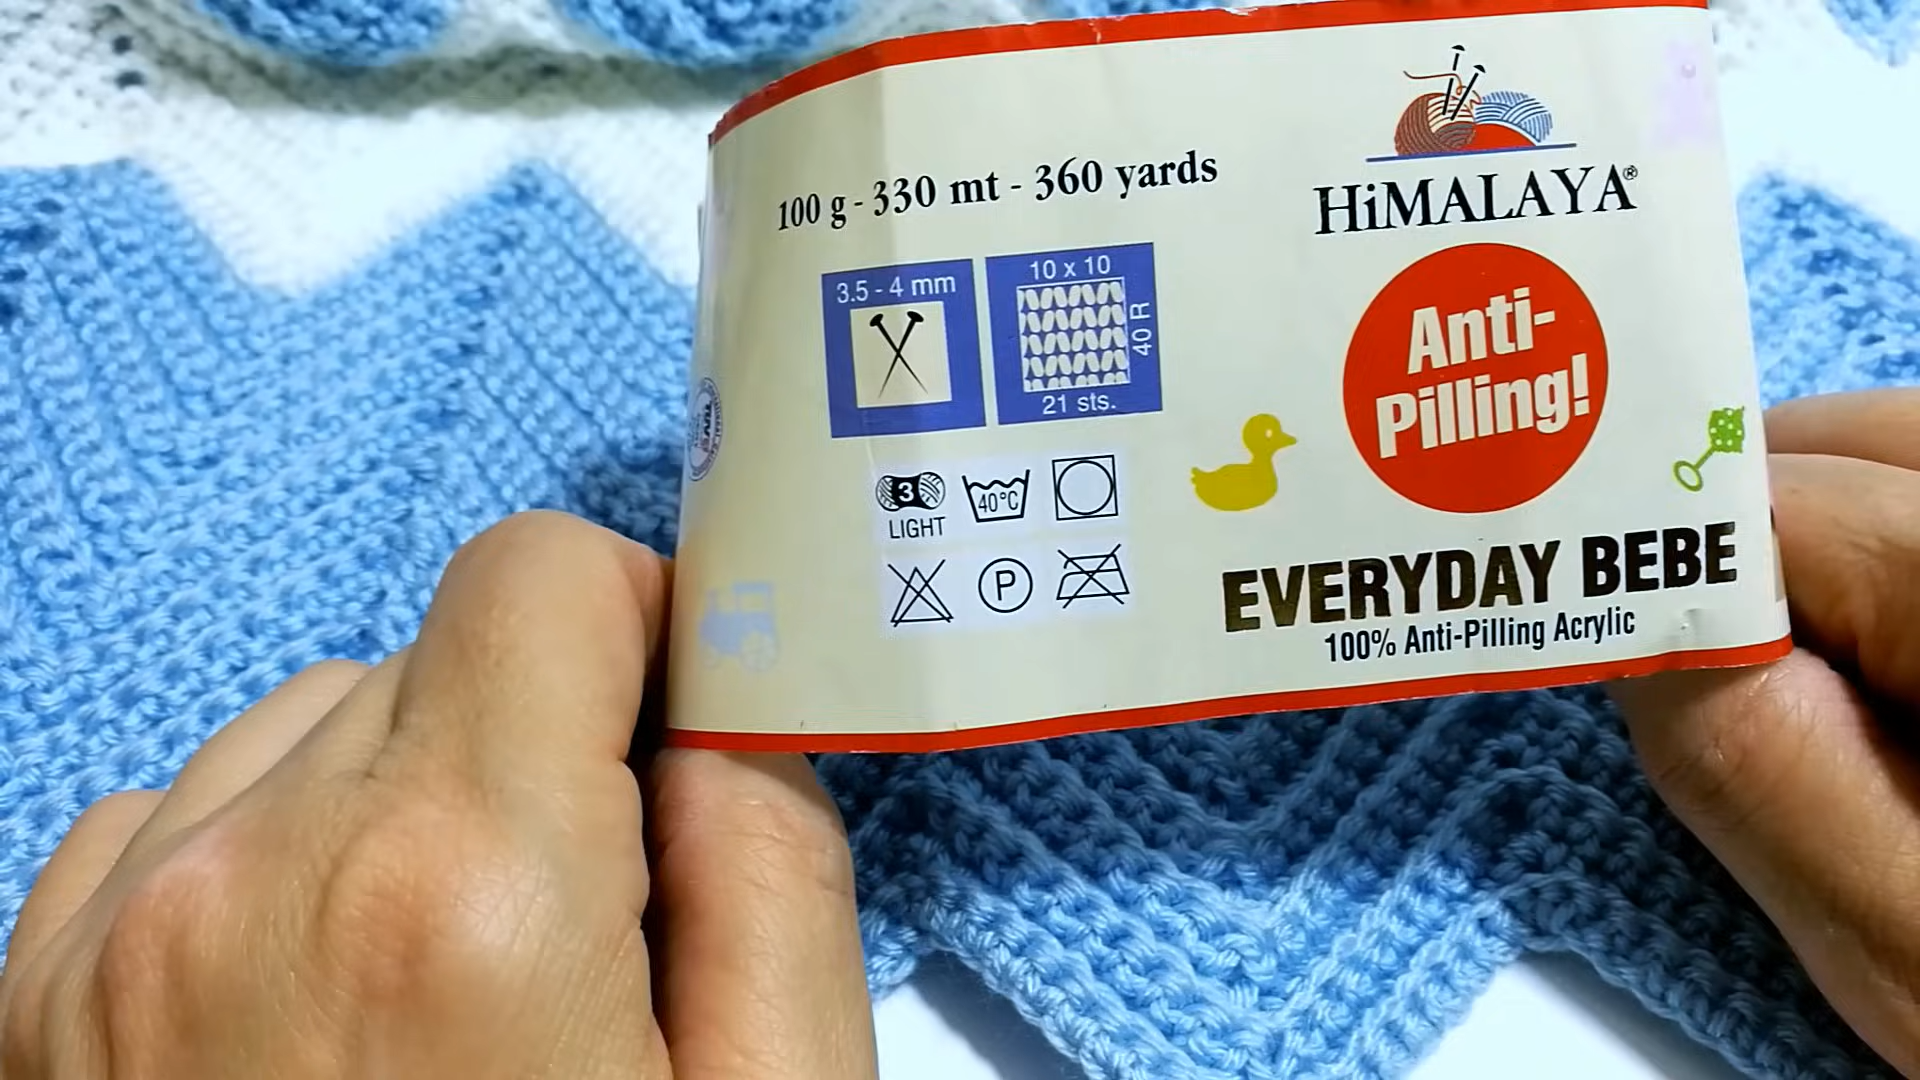 100 g - 330 mt - 360 yards
3.5 - 4 mm
10 x 10
40 R
21 sts.
3
LIGHT
40°C
P
HiMALAYA®
Anti-
Pilling!
EVERYDAY BEBE
100% Anti-Pilling Acrylic